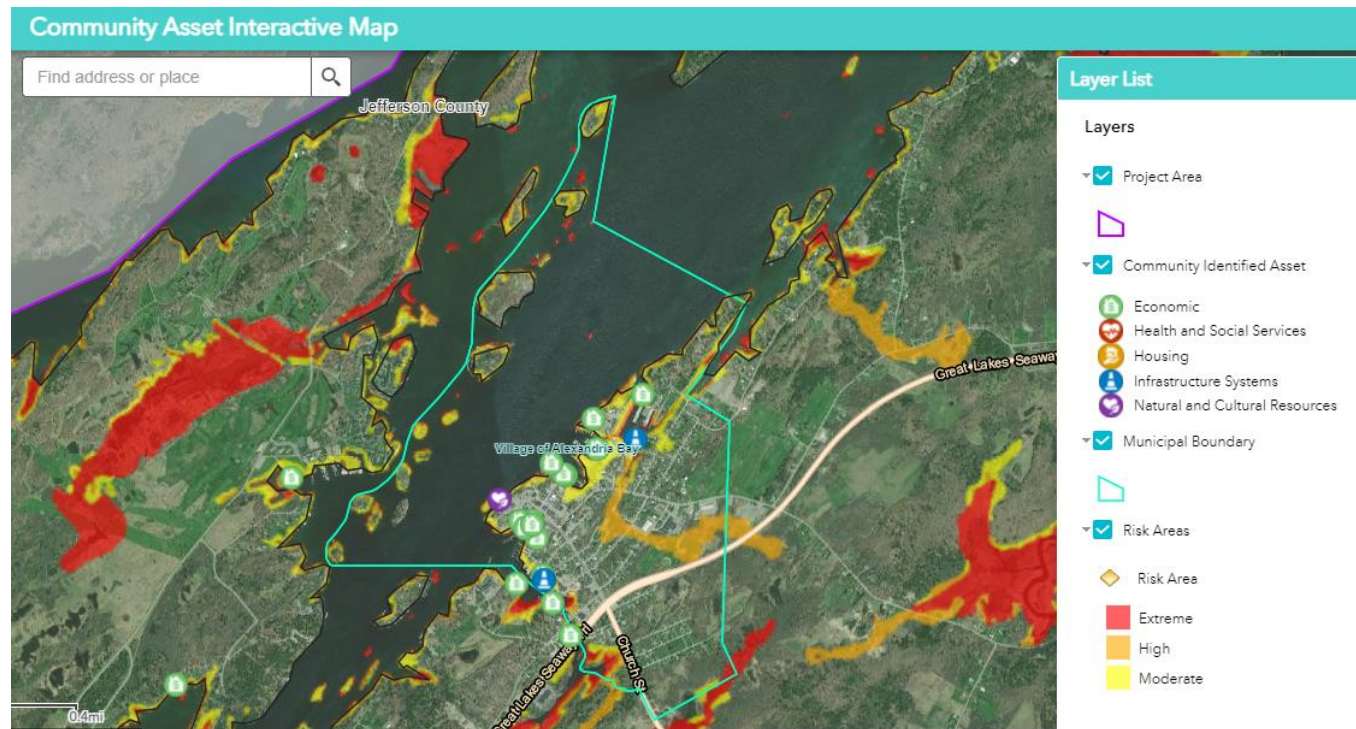 Community Asset Interactive Map
Find address or place
Jefferson County
Great Lakes Seawa
Village of Alexandria Bay
Great Lakes Seaway Trl
Church St
0.4mi
Layer List
Layers
Project Area
Community Identified Asset
Economic
Health and Social Services
Housing
Infrastructure Systems
Natural and Cultural Resources
Municipal Boundary
Risk Areas
Risk Area
Extreme
High
Moderate